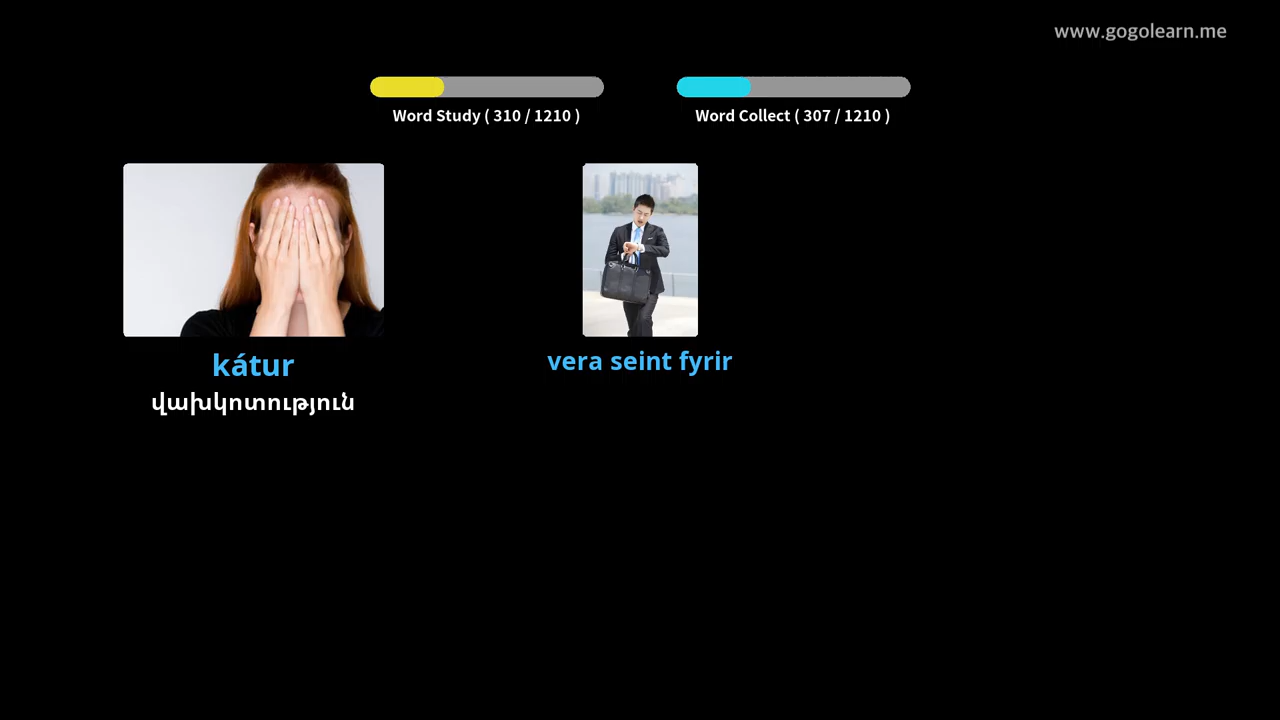 www.gogolearn.me
Word Study ( 310 / 1210 )
Word Collect ( 307 / 1210 )
kátur
վախկոտություն
vera seint fyrir